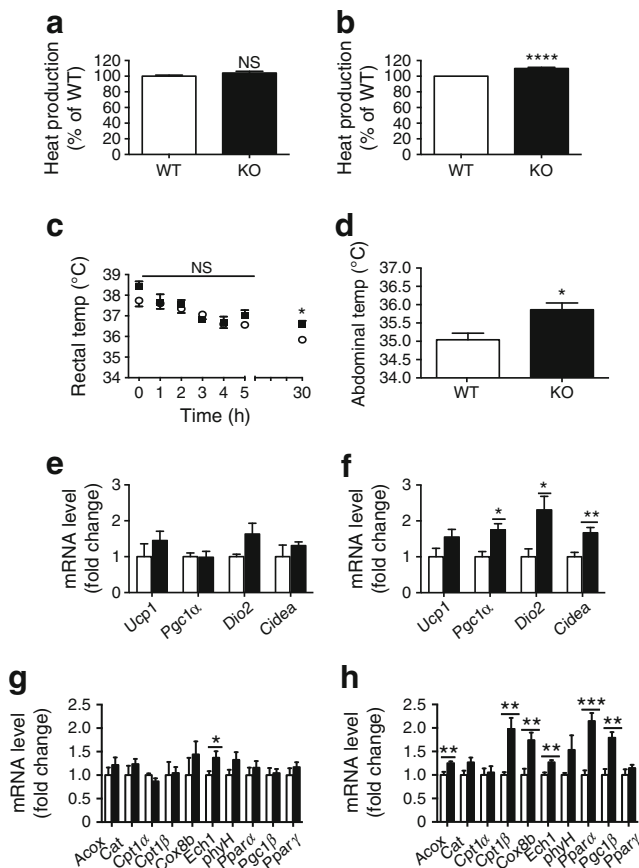 a
b
Heat production
(% of WT)
120
100
80
60
40
20
0
NS
WT
KO
Heat production
(% of WT)
120
100
80
60
40
20
0
****
WT
KO
c
d
Rectal temp (°C)
39
38
37
36
34
NS
*
0
1
2
3
4
5
30
Time (h)
Abdominal temp (°C)
36.0
35.5
35.0
34.5
34.0
*
WT
KO
e
f
mRNA level
(fold change)
3
2
1
0
Ucp1
Pgc1α
Dio2
Cidea
mRNA level
(fold change)
3
2
1
0
*
*
**
Ucp1
Pgc1α
Dio2
Cidea
g
h
mRNA level
(fold change)
2.5
2.0
1.5
1.0
0.5
0.0
*
Acox
Cat
Cpt1α
Cpt1β
Cox8b
Ech1
phyH
Pparα
Pgc1β
Pparγ
mRNA level
(fold change)
2.5
2.0
1.5
1.0
0.5
0.0
**
**
**
**
***
**
Acox
Cat
Cpt1α
Cpt1β
Cox8b
Ech1
phyH
Pparα
Pgc1β
Pparγ